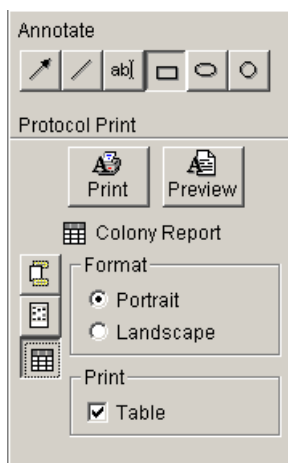 Annotate
ab
Protocol Print
Print Preview
Colony Report
Format
Portrait
Landscape
Print
Table